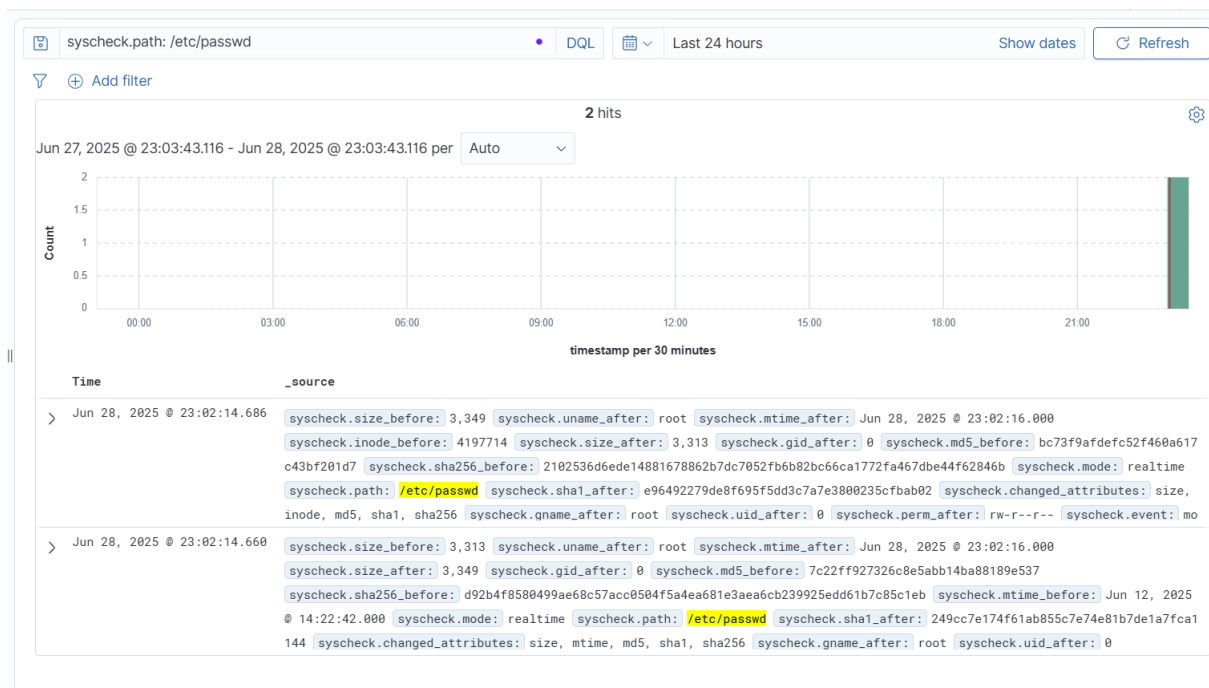 syscheck.path: /etc/passwd
DQL
Last 24 hours
Show dates
Refresh
Add filter
2 hits
Jun 27, 2025 @ 23:03:43.116 - Jun 28, 2025 @ 23:03:43.116 per Auto
Count
2
1.5
1
0.5
0
00:00 03:00 06:00 09:00 12:00 15:00 18:00 21:00
timestamp per 30 minutes
Time _source
Jun 28, 2025 @ 23:02:14.686 syscheck.size_before: 3,349 syscheck.uname_after: root syscheck.mtime_after: Jun 28, 2025 @ 23:02:16.000
syscheck.inode_before: 4197714 syscheck.size_after: 3,313 syscheck.gid_after: 0 syscheck.md5_before: bc73f9afdefc52f460a617
c43bf201d7 syscheck.sha256_before: 2102536d6ede14881678862b7dc7052fb6b82bc66ca1772fa467dbe44f62846b syscheck.mode: realtime
syscheck.path: /etc/passwd syscheck.sha1_after: e96492279de8f695f5dd3c7a7e3800235cfbab02 syscheck.changed_attributes: size,
inode, md5, sha1, sha256 syscheck.gname_after: root syscheck.uid_after: 0 syscheck.perm_after: rw-r--r-- syscheck.event: mo
Jun 28, 2025 @ 23:02:14.660 syscheck.size_before: 3,313 syscheck.uname_after: root syscheck.mtime_after: Jun 28, 2025 @ 23:02:16.000
syscheck.size_after: 3,349 syscheck.gid_after: 0 syscheck.md5_before: 7c22ff927326c8e5abb14ba88189e537
syscheck.sha256_before: d92b4f8580499ae68c57acc0504f5a4ea681e3aea6cb239925edd61b7c85c1eb syscheck.mtime_before: Jun 12, 2025
@ 14:22:42.000 syscheck.mode: realtime syscheck.path: /etc/passwd syscheck.sha1_after: 249cc7e174f61ab855c7e74e81b7de1a7fca1
144 syscheck.changed_attributes: size, mtime, md5, sha1, sha256 syscheck.gname_after: root syscheck.uid_after: 0